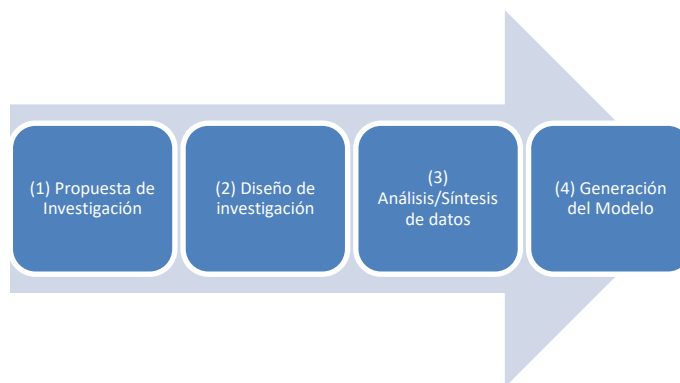 (1) Propuesta de
Investigación
(2) Diseño de
investigación
(3)
Análisis/Síntesis
de datos
(4) Generación
del Modelo